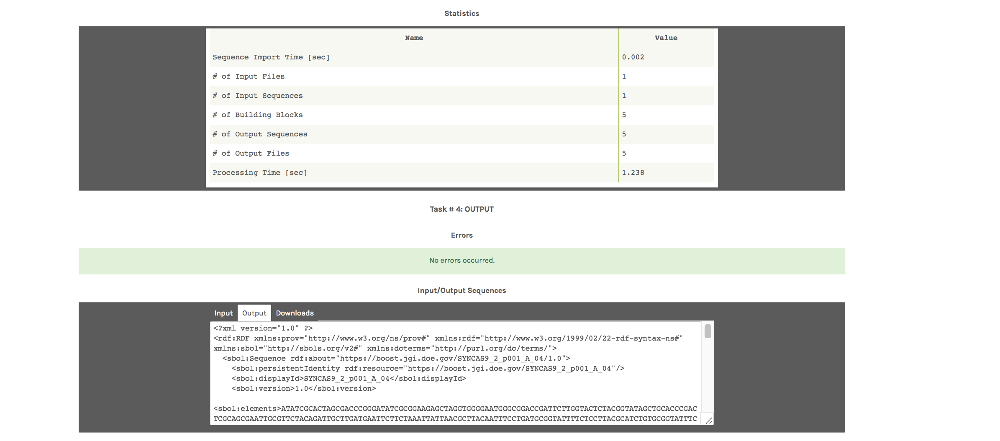 Statistics
Name Value
Sequence Import Time [sec] 0.002
# of Input Files 1
# of Input Sequences 1
# of Building Blocks 5
# of Output Sequences 5
# of Output Files 5
Processing Time [sec] 1.238
Task # 4: OUTPUT
Errors
No errors occurred.
Input/Output Sequences
Input Output Downloads
<?xml version="1.0" ?>
<rdf:RDF xmlns:prov="http://www.w3.org/ns/prov#" xmlns:rdf="http://www.w3.org/1999/02/22-rdf-syntax-ns#"
xmlns:sbol="http://sbols.org/v2#" xmlns:dcterms="http://purl.org/dc/terms/">
<sbol:Sequence rdf:about="https://boost.jgi.doe.gov/SYNCAS9_2_p001_A_04/1.0">
<sbol:persistentIdentity rdf:resource="https://boost.jgi.doe.gov/SYNCAS9_2_p001_A_04"/>
<sbol:displayId>SYNCAS9_2_p001_A_04</sbol:displayId>
<sbol:version>1.0</sbol:version>
<sbol:elements>ATATCGCACTAGCGACCCGGGATATCGCGGAAGAGCTAGGTGGGGAATGGGCGGACCGATTCTTGGTACTCTACGGTATAGCTGCACCCGAC
TCGCAGCGAATTGCGTTCTACAGATTGCTTGATGAATTCTTCTAAATTATTAACGCTTACAATTTCCTGATGCGGTATTTTCTCCTTACGCATCTGTGCGGTATTTC